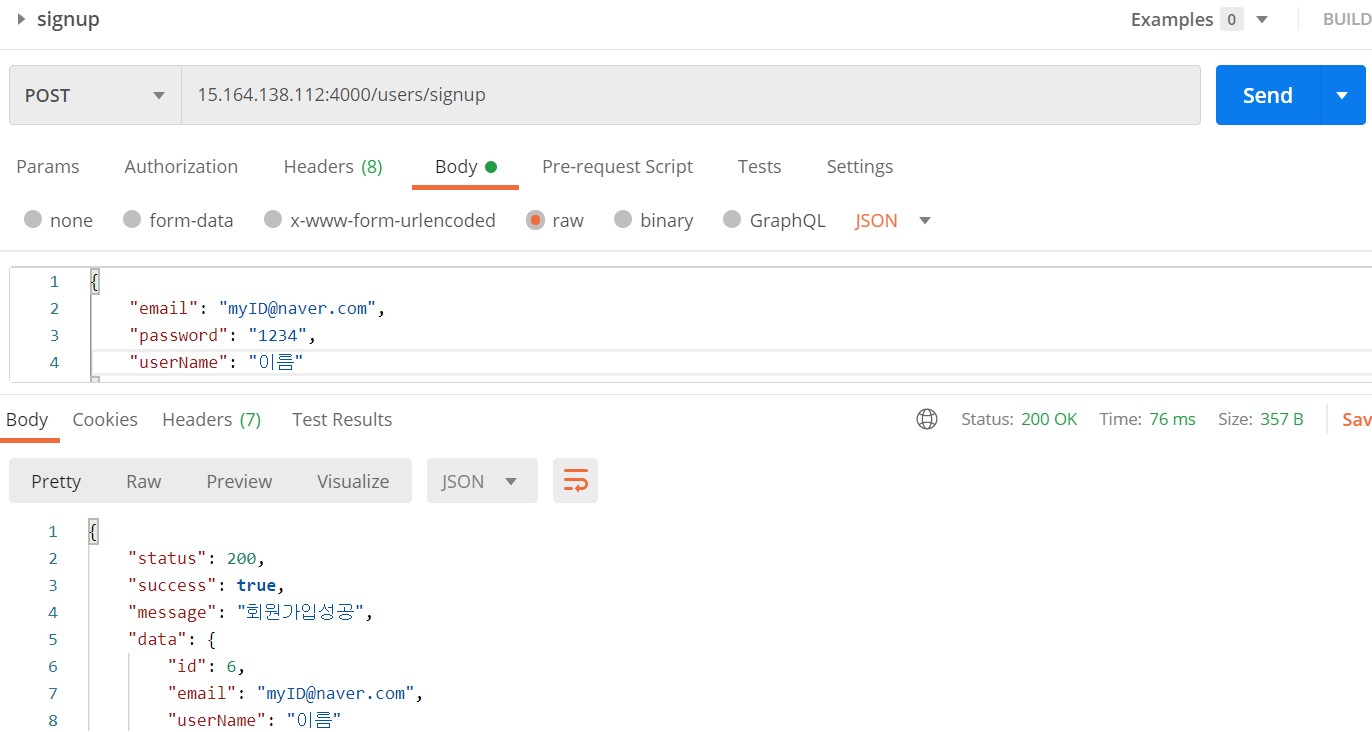 signup Examples 0 BUILD
POST 15.164.138.112:4000/users/signup Send
Params Authorization Headers (8) Body Pre-request Script Tests Settings
none form-data x-www-form-urlencoded raw binary GraphQL JSON
1 {
2 "email": "myID@naver.com",
3 "password": "1234",
4 "userName": "이름"
Body Cookies Headers (7) Test Results Status: 200 OK Time: 76 ms Size: 357 B Sav
Pretty Raw Preview Visualize JSON
1 {
2 "status": 200,
3 "success": true,
4 "message": "회원가입성공",
5 "data": {
6 "id": 6,
7 "email": "myID@naver.com",
8 "userName": "이름"